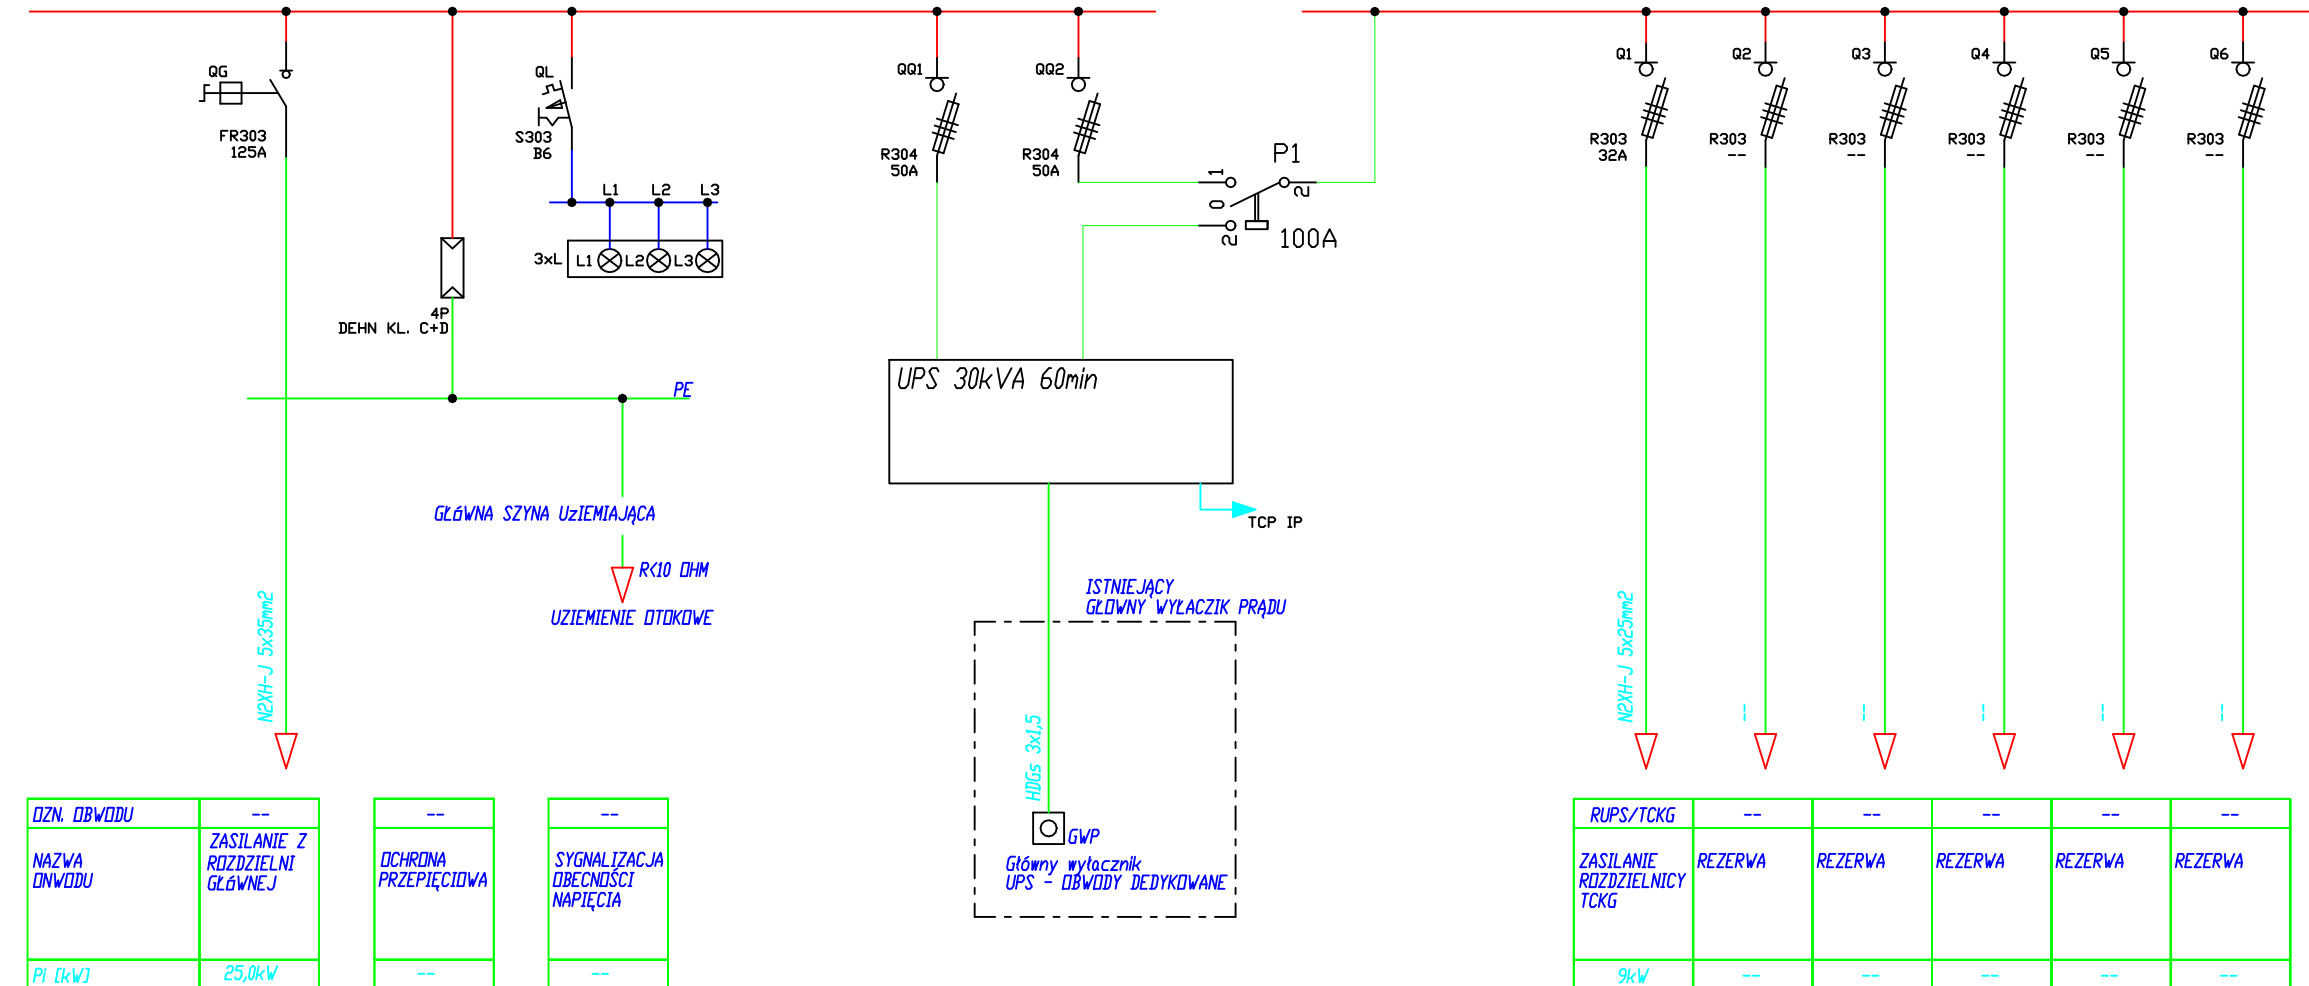 QG
FR303
125A
QL
S303
B6
L1 L2 L3
3xL L1 L2 L3
4P
DEHN KL. C+D
PE
GŁóWNA SZYNA UzIEMIAJĄCA
R<10 OHM
UZIEMIENIE OTOKOWE
N2XH-J 5x35mm2
QQ1
R304
50A
QQ2
R304
50A
P1
1
0
2
2
100A
UPS 30kVA 60min
TCP IP
ISTNIEJĄCY
GŁOWNY WYŁACZIK PRĄDU
HDGs 3x1,5
GWP
Główny wyłacznik
UPS - OBWODY DEDYKOWANE
Q1
R303
32A
Q2
R303
--
Q3
R303
--
Q4
R303
--
Q5
R303
--
Q6
R303
--
N2XH-J 5x25mm2
--
--
--
--
--
OZN. OBWODU
--
NAZWA
ONWODU
ZASILANIE Z
ROZDZIELNI
GŁóWNEJ
Pi [kW]
25,0kW
--
OCHRONA
PRZEPIĘCIOWA
--
--
SYGNALIZACJA
OBECNOŚCI
NAPIĘCIA
--
RUPS/TCKG
ZASILANIE
ROZDZIELNICY
TCKG
9kW
--
REZERWA
--
--
REZERWA
--
--
REZERWA
--
--
REZERWA
--
--
REZERWA
--